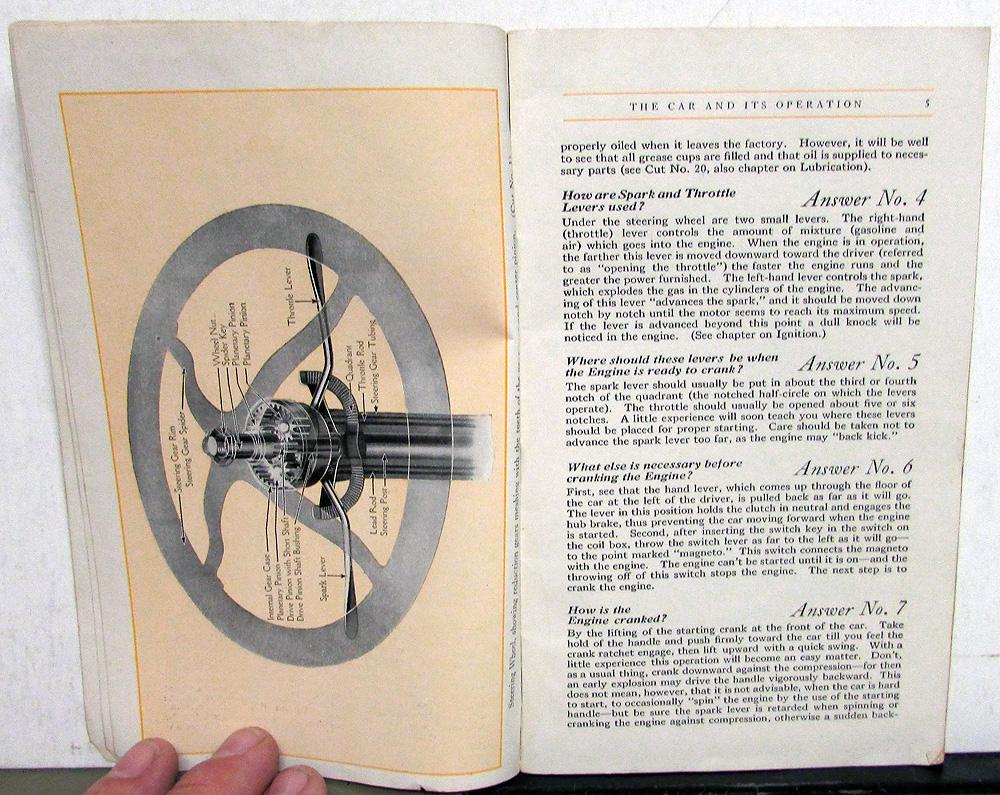 Steering Gear Rim
Steering Gear Spider
Wheel Nut
Spider Key
Planetary Pinion
Planetary Pinion
Throttle Lever
Quadrant
Throttle Rod
Steering Gear Tubing
Internal Gear Case
Planetary Pinion
Drive Pinion with Short Shaft
Drive Pinion Shaft Bushing
Spark Lever
Lead Rod
Steering Post
Steering Wheel, showing reduction gears meshing with the teeth of the
THE CAR AND ITS OPERATION 5
properly oiled when it leaves the factory. However, it will be well
to see that all grease cups are filled and that oil is supplied to neces-
sary parts (see Cut No. 20, also chapter on Lubrication).
How are Spark and Throttle
Levers used? Answer No. 4
Under the steering wheel are two small levers. The right-hand
(throttle) lever controls the amount of mixture (gasoline and
air) which goes into the engine. When the engine is in operation,
the farther this lever is moved downward toward the driver (referred
to as “opening the throttle”) the faster the engine runs and the
greater the power furnished. The left-hand lever controls the spark,
which explodes the gas in the cylinders of the engine. The advanc-
ing of this lever “advances the spark,” and it should be moved down
notch by notch until the motor seems to reach its maximum speed.
If the lever is advanced beyond this point a dull knock will be
noticed in the engine. (See chapter on Ignition.)
Where should these levers be when
the Engine is ready to crank? Answer No. 5
The spark lever should usually be put in about the third or fourth
notch of the quadrant (the notched half-circle on which the levers
operate). The throttle should usually be opened about five or six
notches. A little experience will soon teach you where these levers
should be placed for proper starting. Care should be taken not to
advance the spark lever too far, as the engine may “back kick.”
What else is necessary before
cranking the Engine? Answer No. 6
First, see that the hand lever, which comes up through the floor of
the car at the left of the driver, is pulled back as far as it will go.
The lever in this position holds the clutch in neutral and engages the
hub brake, thus preventing the car moving forward when the engine
is started. Second, after inserting the switch key in the switch on
the coil box, throw the switch lever as far to the left as it will go—
to the point marked “magneto.” This switch connects the magneto
with the engine. The engine can't be started until it is on—and the
throwing off of this switch stops the engine. The next step is to
crank the engine.
How is the
Engine cranked? Answer No. 7
By the lifting of the starting crank at the front of the car. Take
hold of the handle and push firmly toward the car till you feel the
crank ratchet engage, then lift upward with a quick swing. With a
little experience this operation will become an easy matter. Don't,
as a usual thing, crank downward against the compression—for then
an early explosion may drive the handle vigorously backward. This
does not mean, however, that it is not advisable, when the car is hard
to start, to occasionally “spin” the engine by the use of the starting
handle—but be sure the spark lever is retarded when spinning or
cranking the engine against compression, otherwise a sudden back-